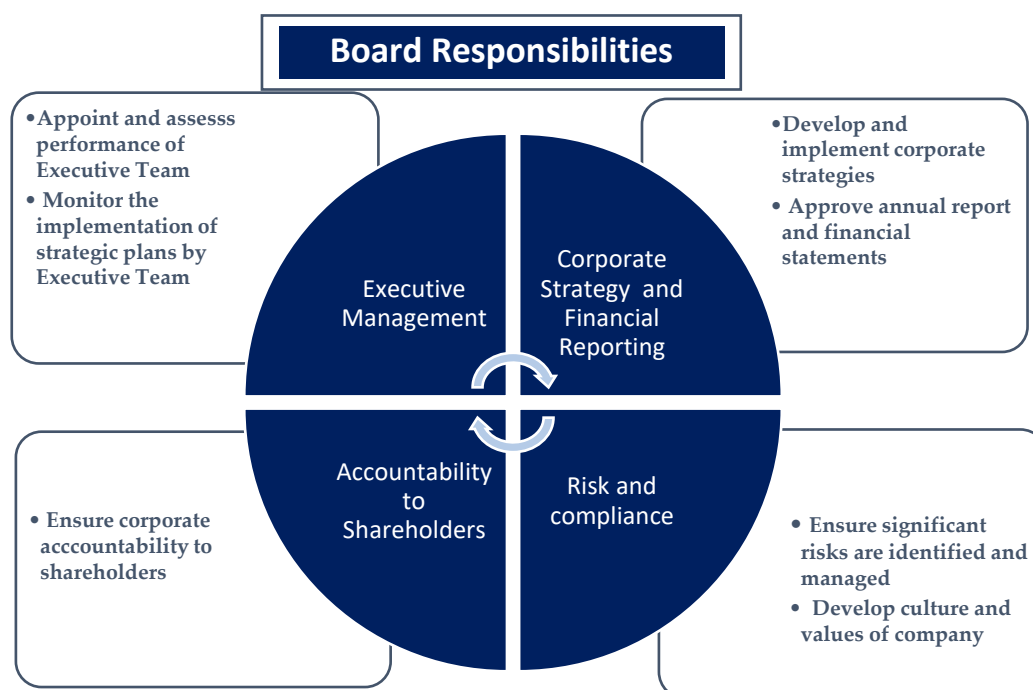 Board Responsibilities
•Appoint and assesss
performance of
Executive Team
• Monitor the
implementation of
strategic plans by
Executive Team
•Develop and
implement corporate
strategies
• Approve annual report
and financial
statements
Executive
Management
Corporate
Strategy and
Financial
Reporting
Accountability
to
Shareholders
Risk and
compliance
• Ensure corporate
acccountability to
shareholders
• Ensure significant
risks are identified and
managed
• Develop culture and
values of company